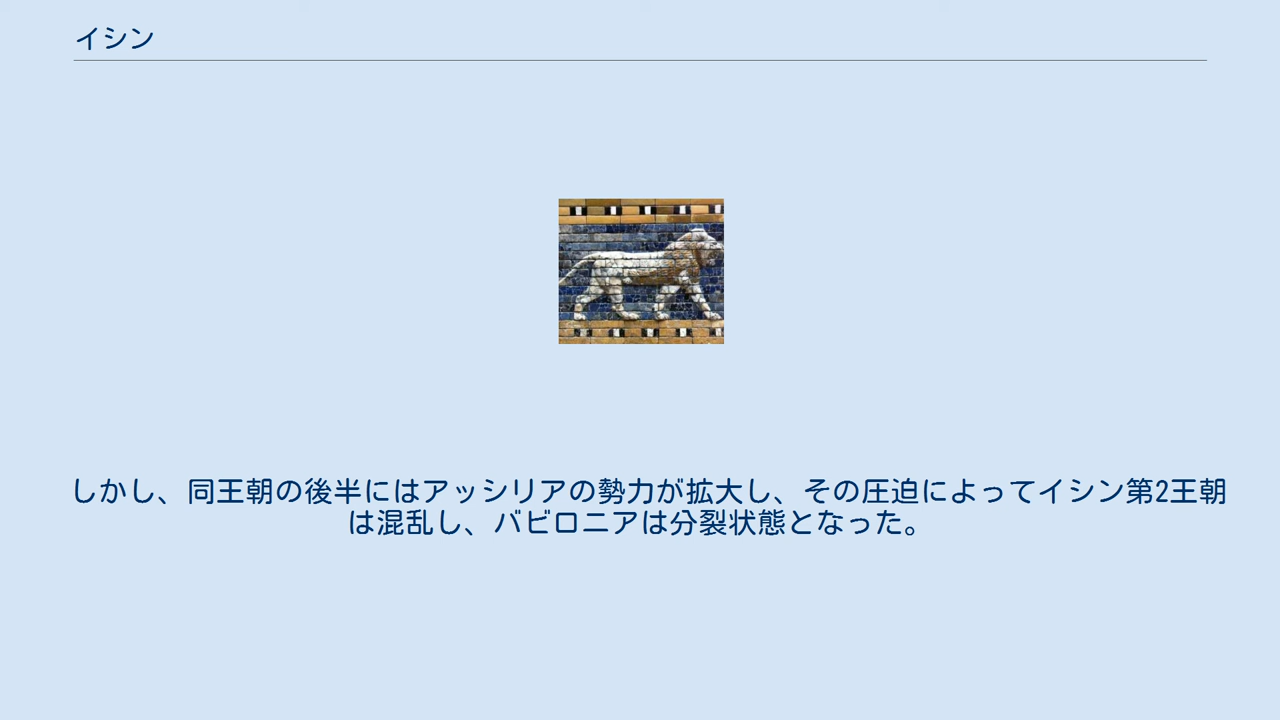 イシン
しかし、同王朝の後半にはアッシリアの勢力が拡大し、その圧迫によってイシン第2王朝
は混乱し、バビロニアは分裂状態となった。